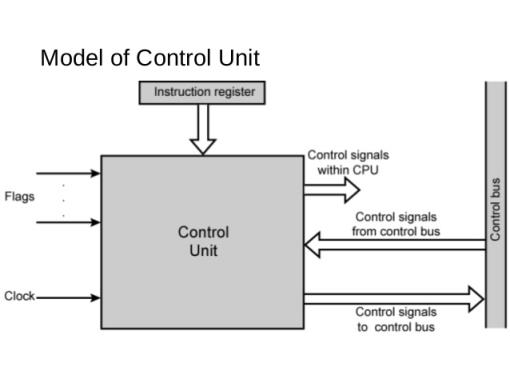 Model of Control Unit
Instruction register
Control signals
within CPU
Flags
Control
Unit
Control signals
from control bus
Control bus
Clock
Control signals
to control bus